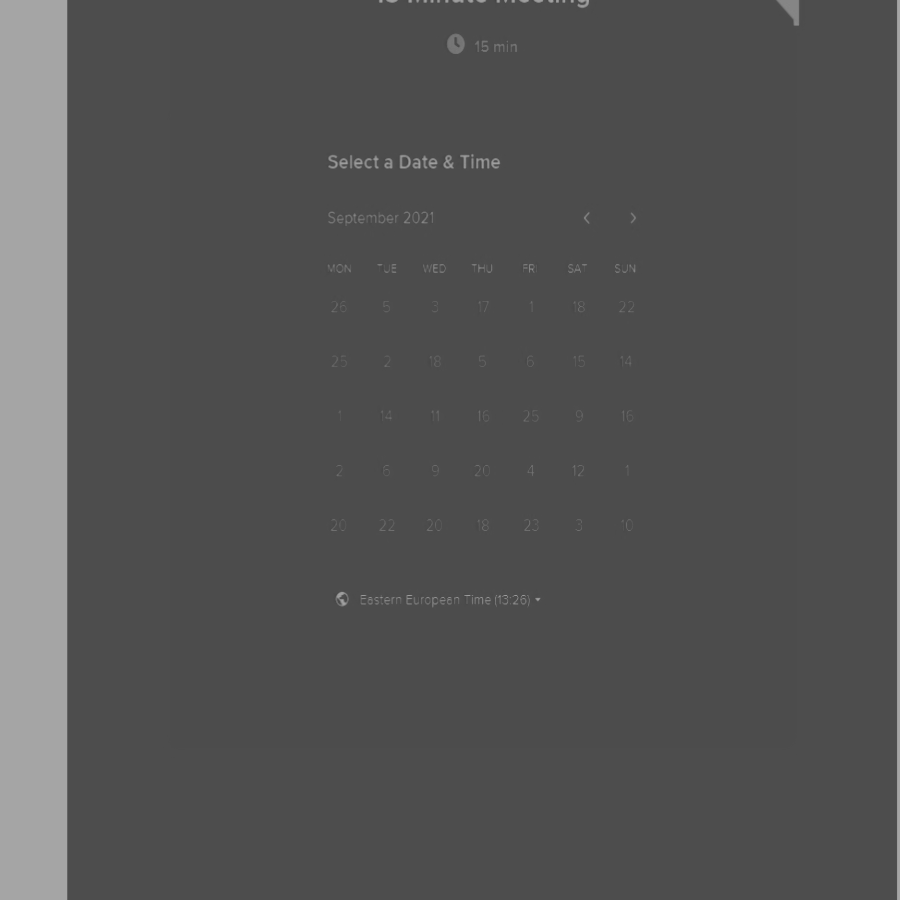 15 Minute Meeting
15 min
Select a Date & Time
September 2021
MON TUE WED THU FRI SAT SUN
26 5 3 17 1 18 22
25 2 18 5 6 15 14
1 14 11 16 25 9 16
2 6 9 20 4 12 1
20 22 20 18 23 3 10
Eastern European Time (13:26)